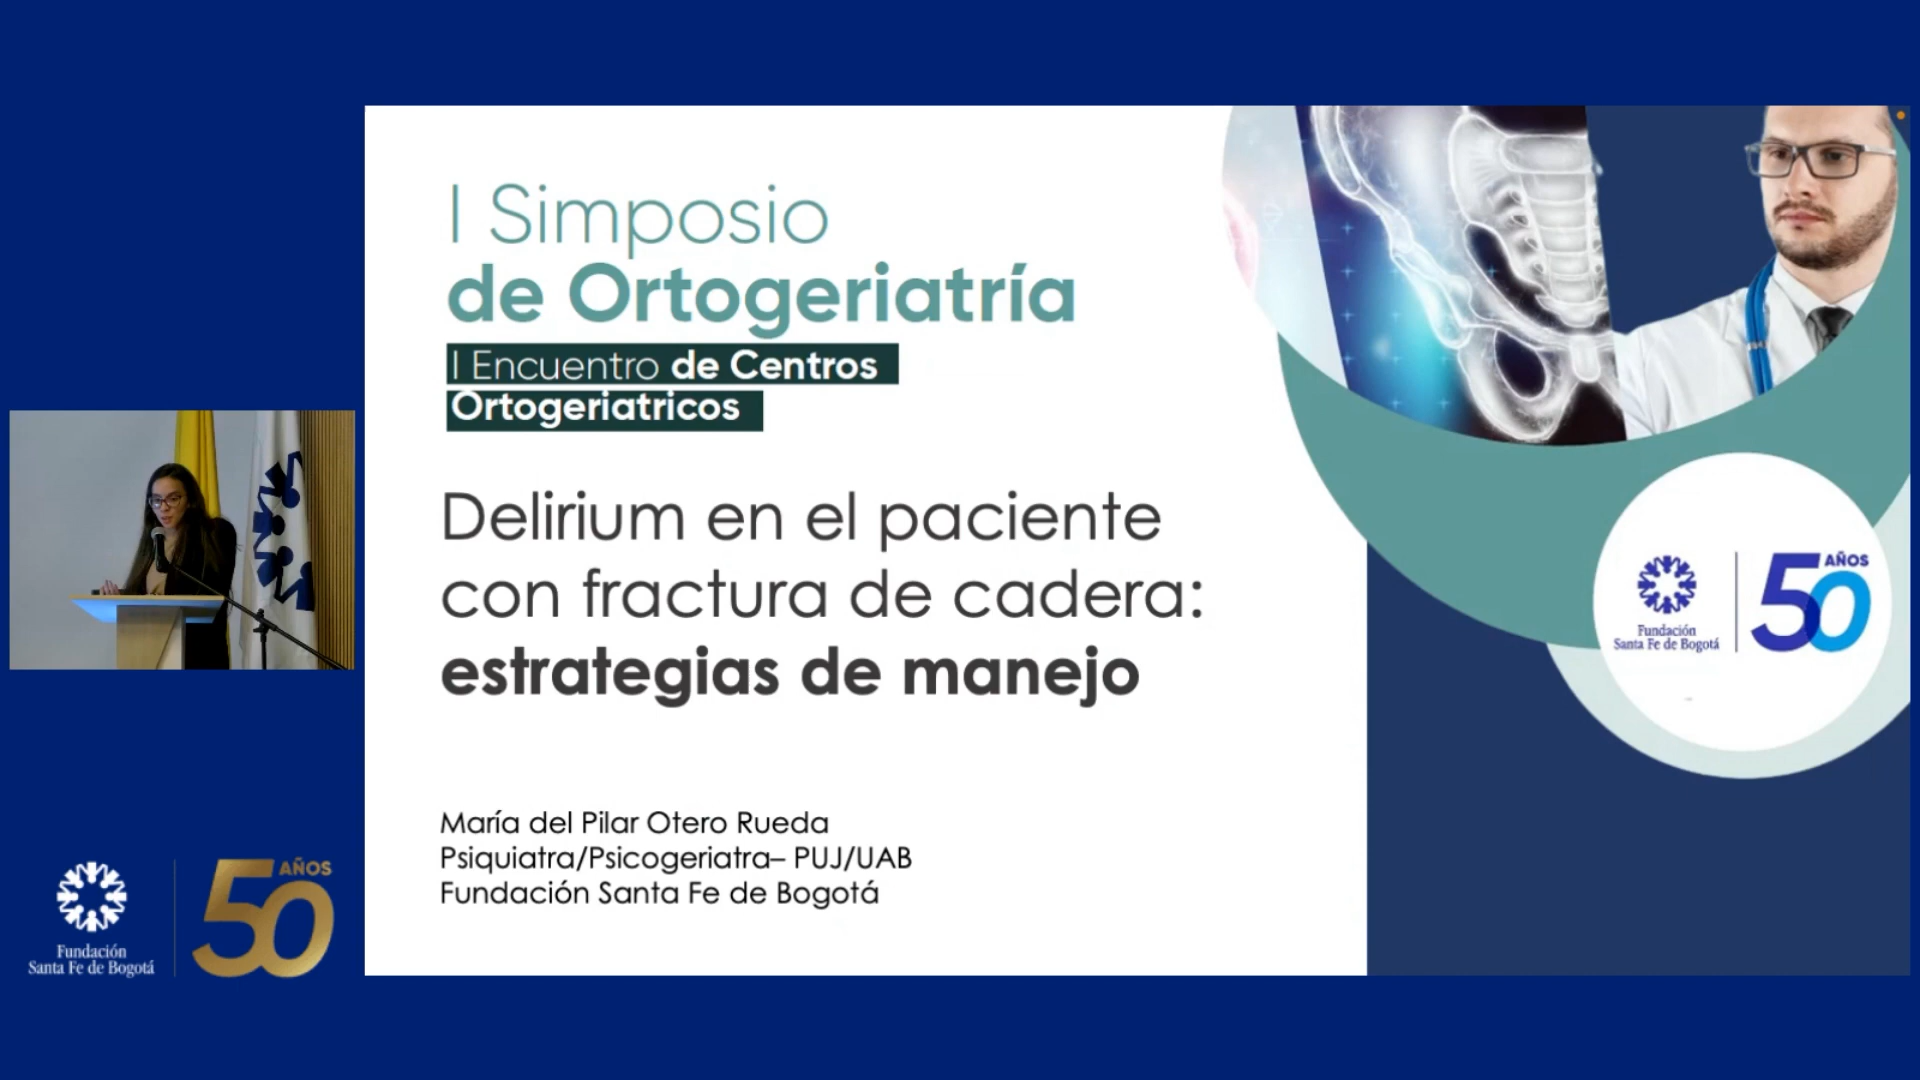 I Simposio
de Ortogeriatría
I Encuentro de Centros
Ortogeriatricos
Delirium en el paciente
con fractura de cadera:
estrategias de manejo
María del Pilar Otero Rueda
Psiquiatra/Psicogeriatra– PUJ/UAB
Fundación Santa Fe de Bogotá
Fundación
Santa Fe de Bogotá
50 AÑOS
Fundación
Santa Fe de Bogotá
50 AÑOS